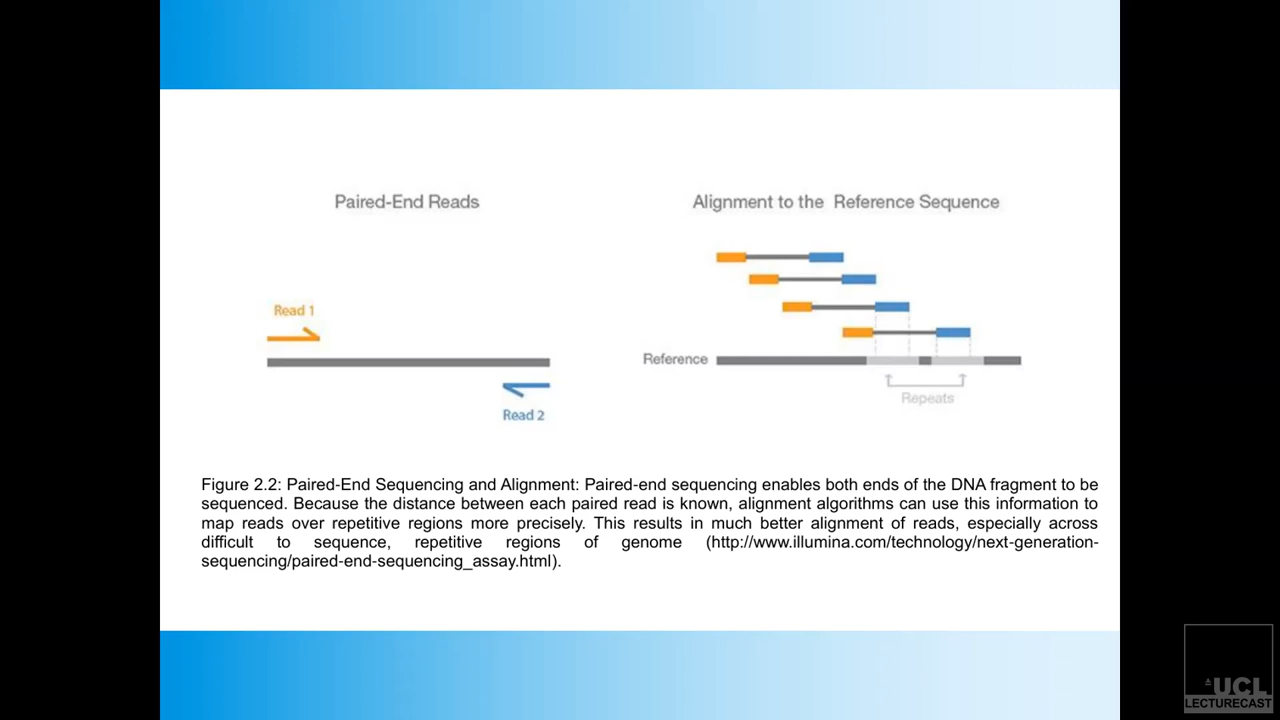 Paired-End Reads
Alignment to the Reference Sequence
Read 1
Reference
Repeats
Read 2
Figure 2.2: Paired-End Sequencing and Alignment: Paired-end sequencing enables both ends of the DNA fragment to be
sequenced. Because the distance between each paired read is known, alignment algorithms can use this information to
map reads over repetitive regions more precisely. This results in much better alignment of reads, especially across
difficult to sequence, repetitive regions of genome (http://www.illumina.com/technology/next-generation-
sequencing/paired-end-sequencing_assay.html).
UCL
LECTURECAST